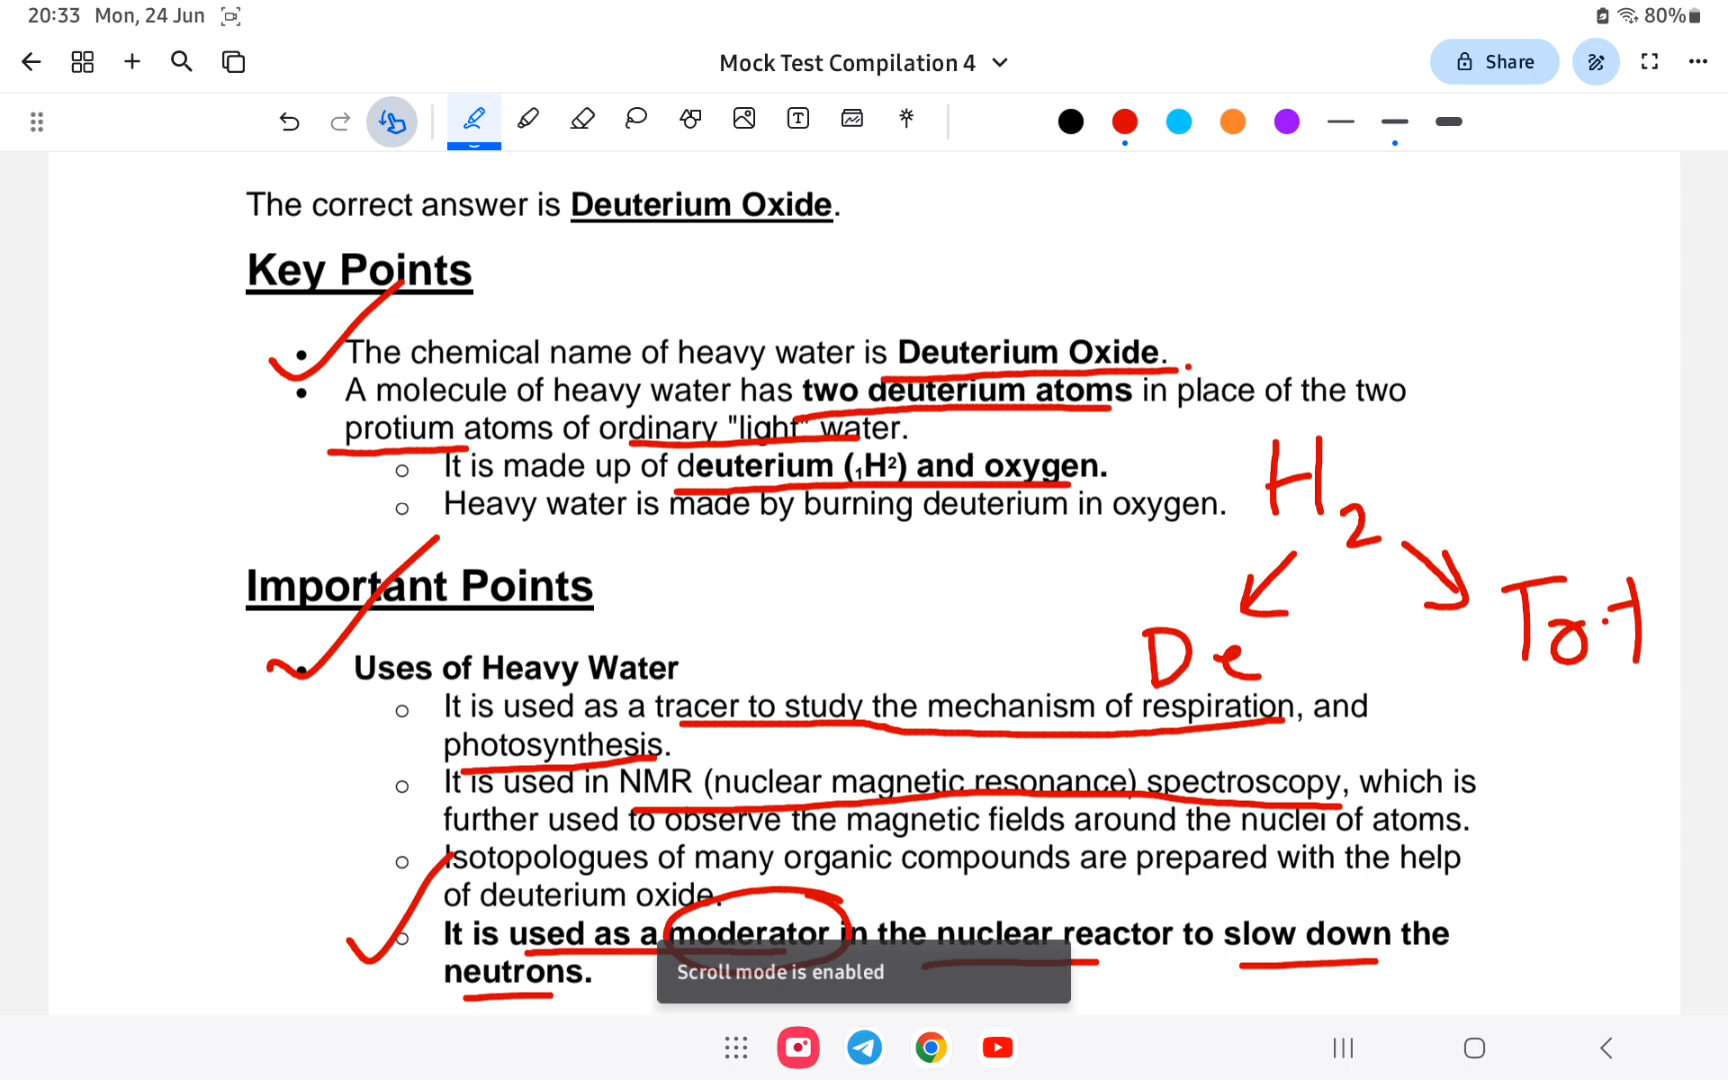 20:33 Mon, 24 Jun
80%
Mock Test Compilation 4
Share
The correct answer is Deuterium Oxide.
Key Points
• The chemical name of heavy water is Deuterium Oxide.
• A molecule of heavy water has two deuterium atoms in place of the two
protium atoms of ordinary "light" water.
○ It is made up of deuterium (₁H²) and oxygen.
○ Heavy water is made by burning deuterium in oxygen.
H₂
Important Points
De
• Uses of Heavy Water
○ It is used as a tracer to study the mechanism of respiration, and
photosynthesis.
○ It is used in NMR (nuclear magnetic resonance) spectroscopy, which is
further used to observe the magnetic fields around the nuclei of atoms.
○ Isotopologues of many organic compounds are prepared with the help
of deuterium oxide.
○ It is used as a moderator in the nuclear reactor to slow down the
neutrons.
Scroll mode is enabled